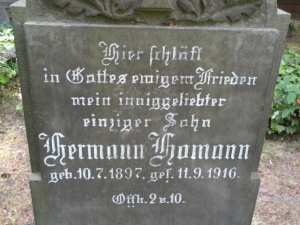 Hier schläft
in Gottes ewigem Frieden
mein inniggeliebter
einziger Sohn
Hermann Homann
geb. 10.7.1897. gef. 11.9.1916.
Offb. 2 v. 10.